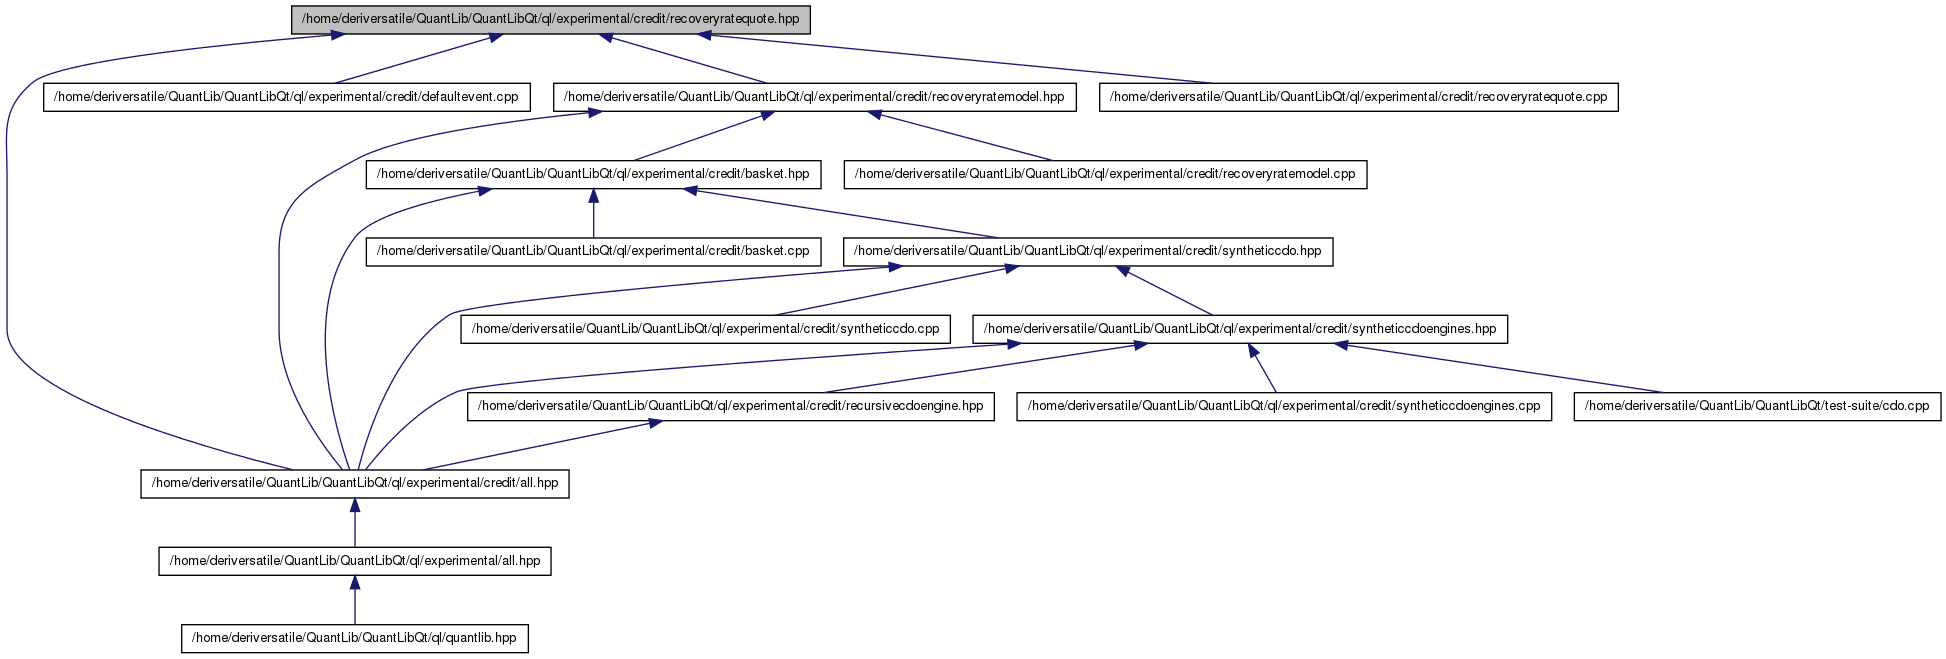 /home/deriversatile/QuantLib/QuantLibQt/ql/experimental/credit/recoveryratequote.hpp
/home/deriversatile/QuantLib/QuantLibQt/ql/experimental/credit/defaultevent.cpp
/home/deriversatile/QuantLib/QuantLibQt/ql/experimental/credit/recoveryratemodel.hpp
/home/deriversatile/QuantLib/QuantLibQt/ql/experimental/credit/recoveryratequote.cpp
/home/deriversatile/QuantLib/QuantLibQt/ql/experimental/credit/basket.hpp
/home/deriversatile/QuantLib/QuantLibQt/ql/experimental/credit/recoveryratemodel.cpp
/home/deriversatile/QuantLib/QuantLibQt/ql/experimental/credit/basket.cpp
/home/deriversatile/QuantLib/QuantLibQt/ql/experimental/credit/syntheticcdo.hpp
/home/deriversatile/QuantLib/QuantLibQt/ql/experimental/credit/syntheticcdo.cpp
/home/deriversatile/QuantLib/QuantLibQt/ql/experimental/credit/syntheticcdoengines.hpp
/home/deriversatile/QuantLib/QuantLibQt/ql/experimental/credit/recursivecdoengine.hpp
/home/deriversatile/QuantLib/QuantLibQt/ql/experimental/credit/syntheticcdoengines.cpp
/home/deriversatile/QuantLib/QuantLibQt/test-suite/cdo.cpp
/home/deriversatile/QuantLib/QuantLibQt/ql/experimental/credit/all.hpp
/home/deriversatile/QuantLib/QuantLibQt/ql/experimental/all.hpp
/home/deriversatile/QuantLib/QuantLibQt/ql/quantlib.hpp